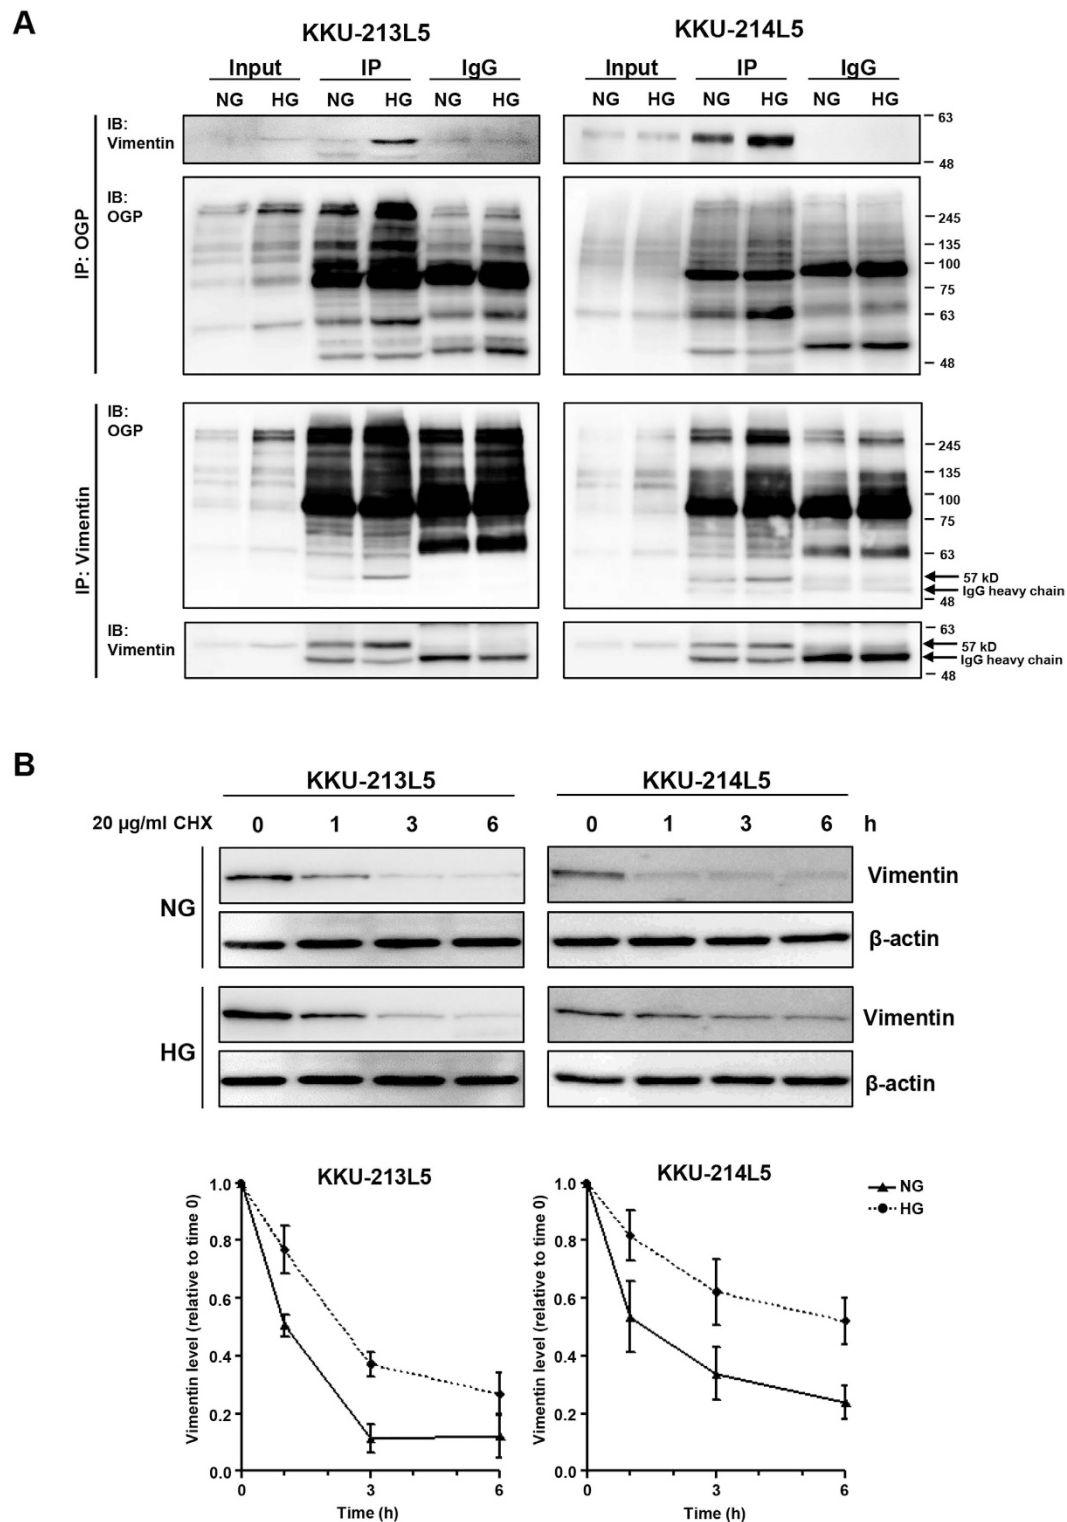 A
KKU-213L5 KKU-214L5
Input IP IgG Input IP IgG
NG HG NG HG NG HG NG HG NG HG NG HG
IP: OGP
IB:
Vimentin
63
48
IB:
OGP
245
135
100
75
63
48
IP: Vimentin
IB:
OGP
245
135
100
75
63
57 kD
IgG heavy chain
48
IB:
Vimentin
63
57 kD
IgG heavy chain
48
B
KKU-213L5 KKU-214L5
20 µg/ml CHX 0 1 3 6 0 1 3 6 h
NG
Vimentin
β-actin
HG
Vimentin
β-actin
KKU-213L5
Vimentin level (relative to time 0)
1.0
0.8
0.6
0.4
0.2
0.0
0 3 6
Time (h)
KKU-214L5
Vimentin level (relative to time 0)
1.0
0.8
0.6
0.4
0.2
0.0
0 3 6
Time (h)
NG
HG